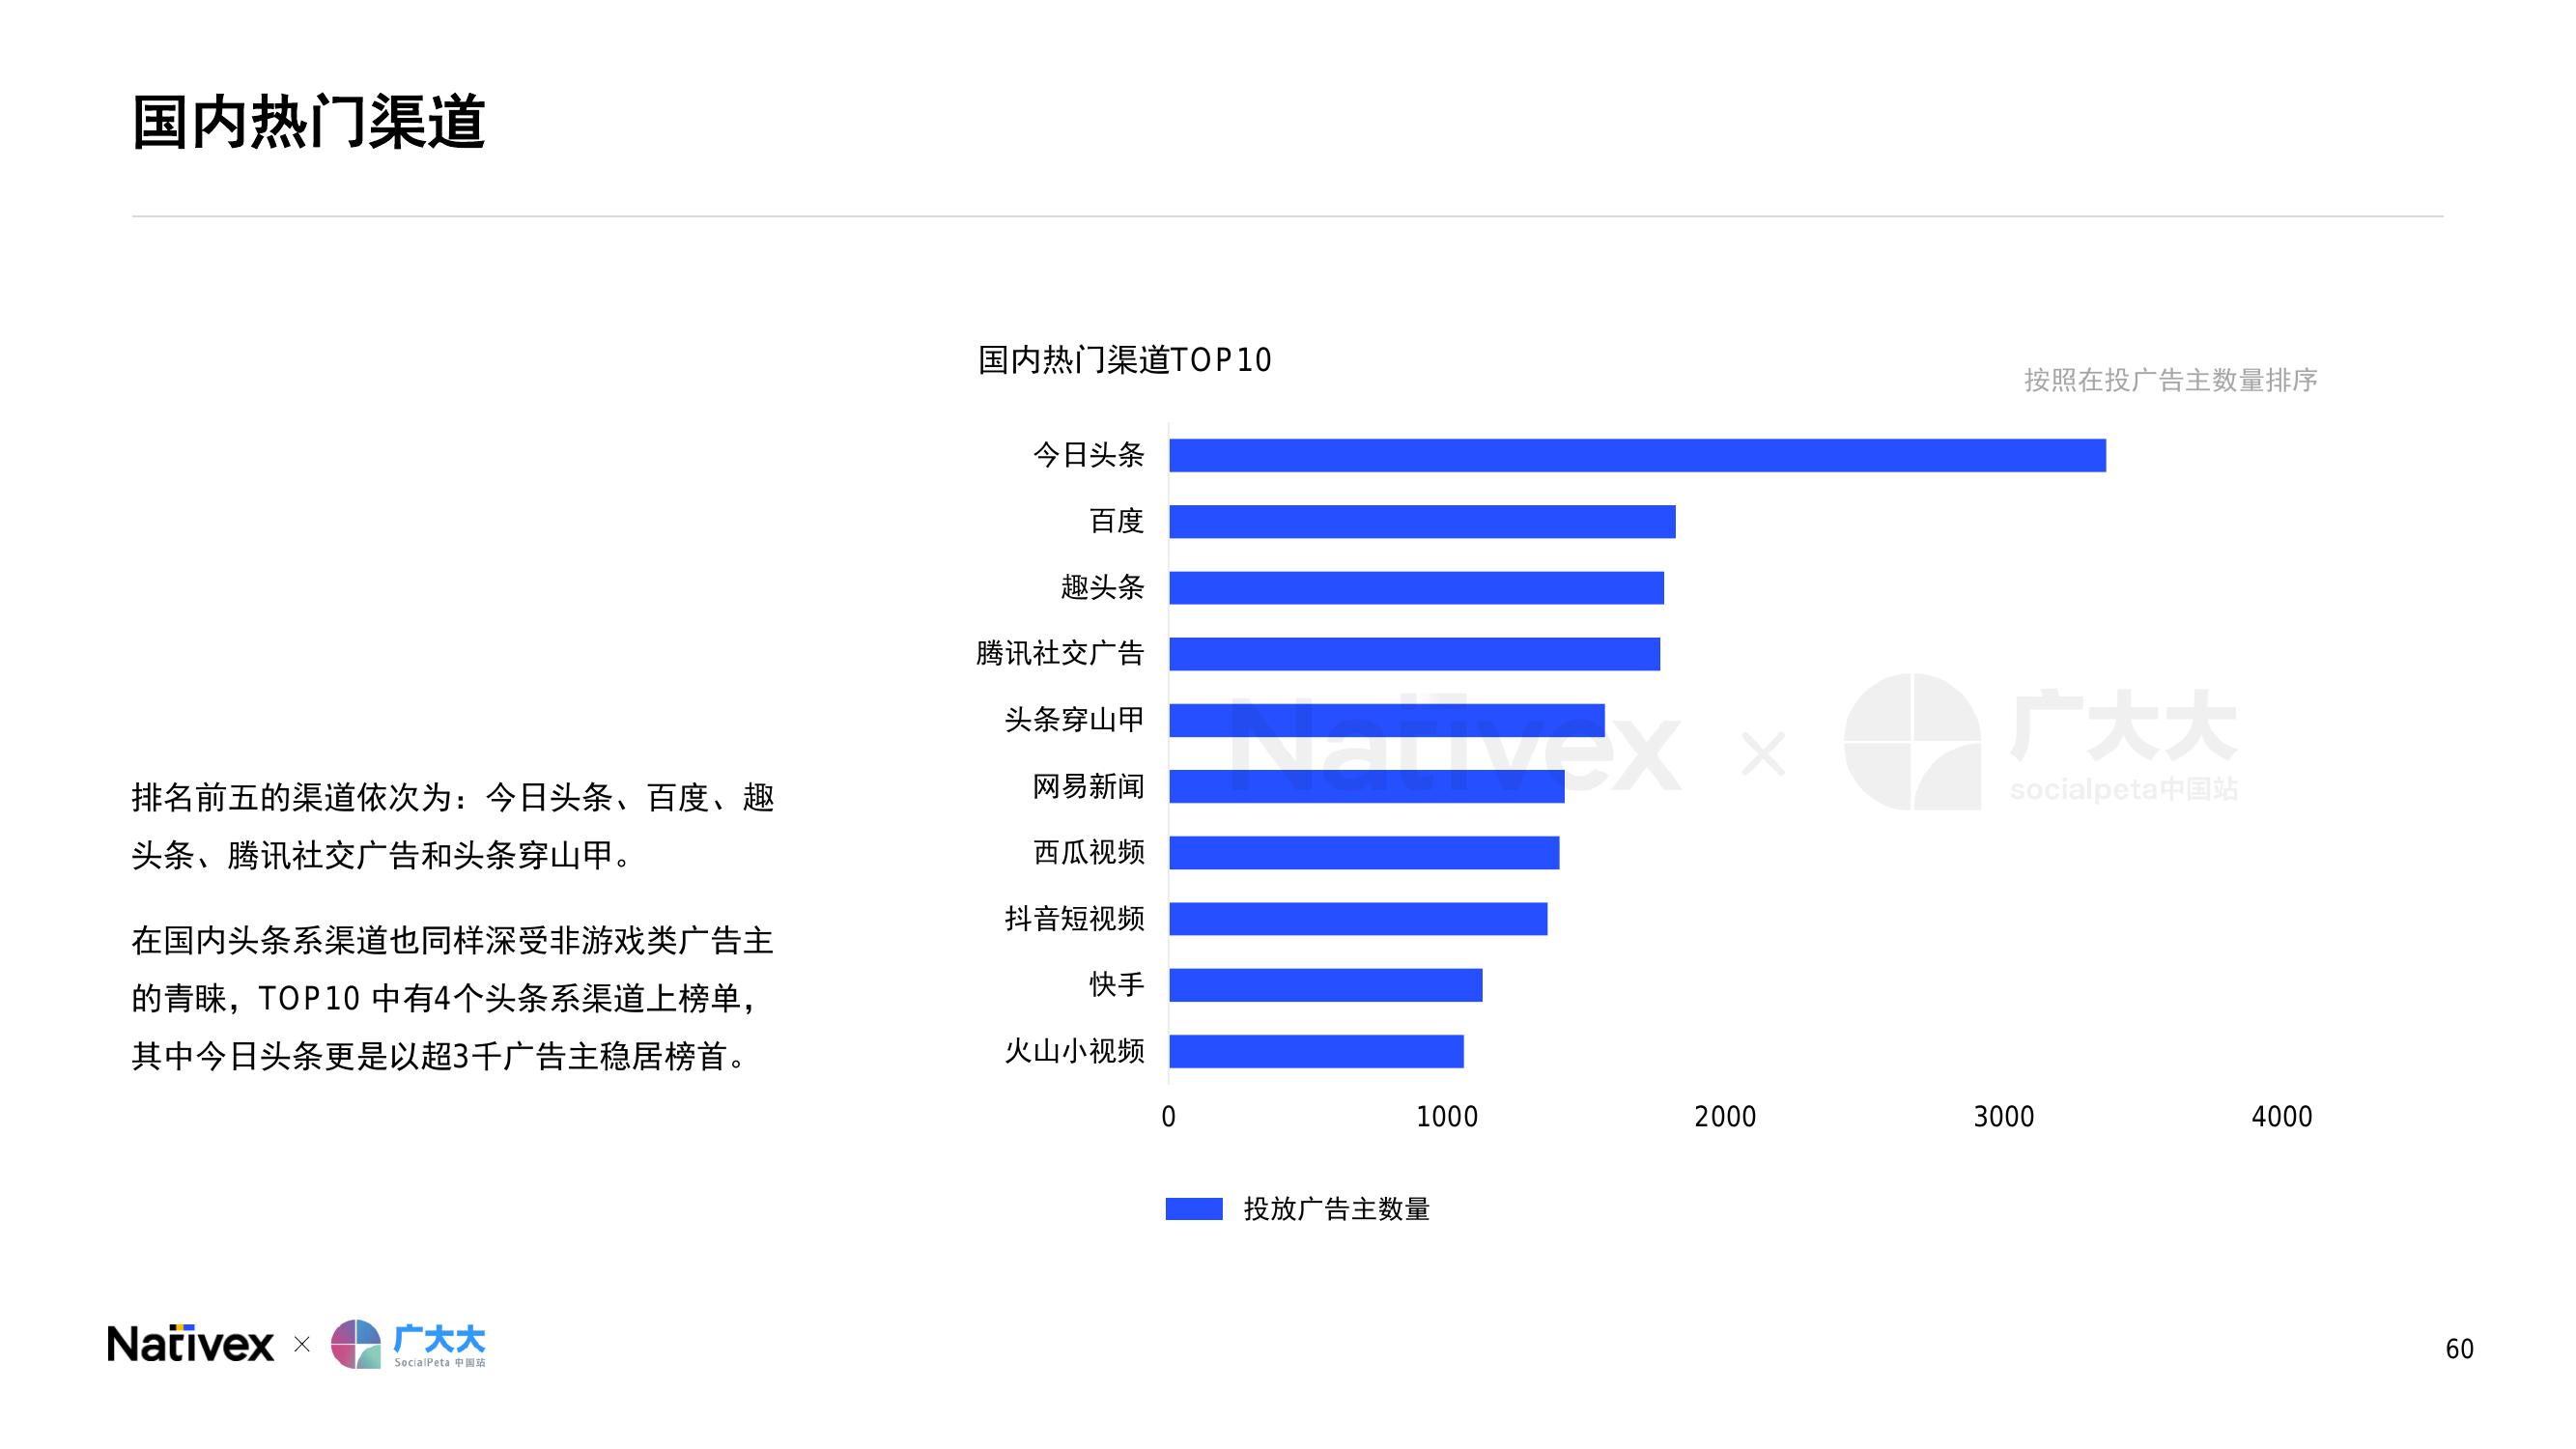 国内热门渠道
国内热门渠道TOP10
按照在投广告主数量排序
今日头条
百度
趣头条
腾讯社交广告
头条穿山甲
网易新闻
西瓜视频
抖音短视频
快手
火山小视频
0 1000 2000 3000 4000
投放广告主数量
Nativex × 广大大
socialpeta中国站
排名前五的渠道依次为：今日头条、百度、趣
头条、腾讯社交广告和头条穿山甲。
在国内头条系渠道也同样深受非游戏类广告主
的青睐，TOP10 中有4个头条系渠道上榜单，
其中今日头条更是以超3千广告主稳居榜首。
Nativex × 广大大
SocialPeta 中国站
60